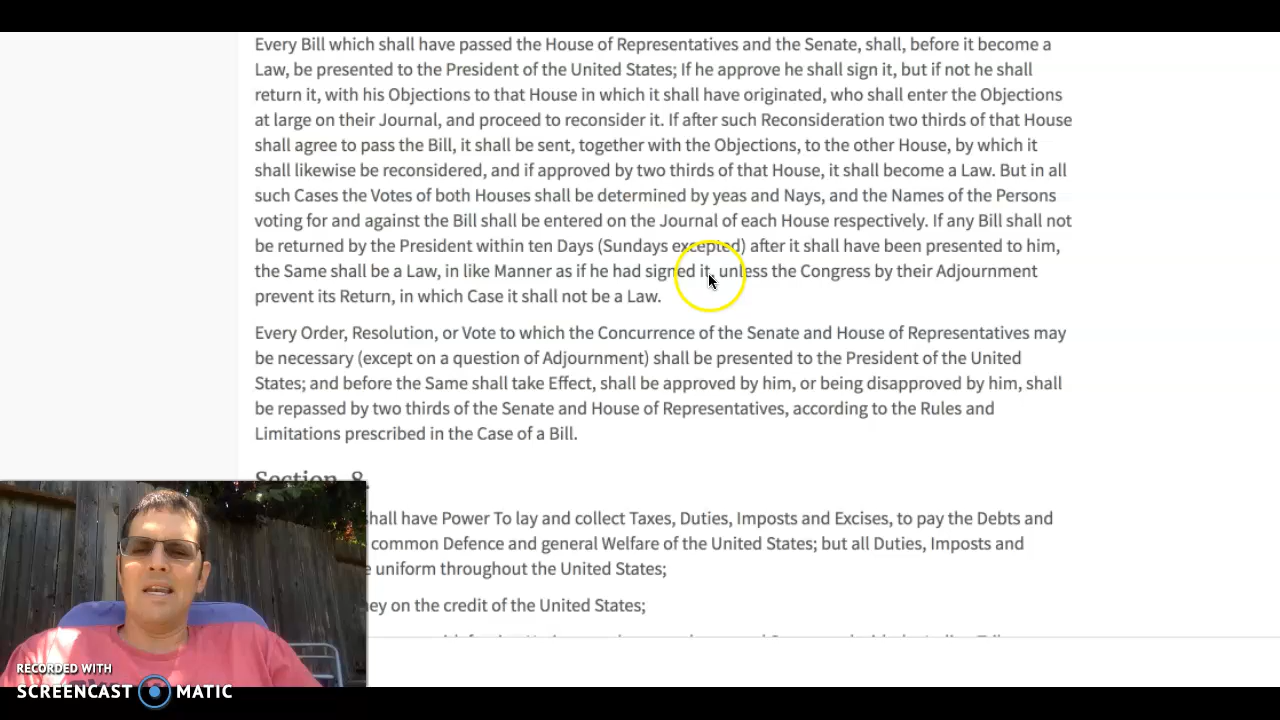 Every Bill which shall have passed the House of Representatives and the Senate, shall, before it become a
Law, be presented to the President of the United States; If he approve he shall sign it, but if not he shall
return it, with his Objections to that House in which it shall have originated, who shall enter the Objections
at large on their Journal, and proceed to reconsider it. If after such Reconsideration two thirds of that House
shall agree to pass the Bill, it shall be sent, together with the Objections, to the other House, by which it
shall likewise be reconsidered, and if approved by two thirds of that House, it shall become a Law. But in all
such Cases the Votes of both Houses shall be determined by yeas and Nays, and the Names of the Persons
voting for and against the Bill shall be entered on the Journal of each House respectively. If any Bill shall not
be returned by the President within ten Days (Sundays excepted) after it shall have been presented to him,
the Same shall be a Law, in like Manner as if he had signed it, unless the Congress by their Adjournment
prevent its Return, in which Case it shall not be a Law.
Every Order, Resolution, or Vote to which the Concurrence of the Senate and House of Representatives may
be necessary (except on a question of Adjournment) shall be presented to the President of the United
States; and before the Same shall take Effect, shall be approved by him, or being disapproved by him, shall
be repassed by two thirds of the Senate and House of Representatives, according to the Rules and
Limitations prescribed in the Case of a Bill.
Section. 8.
shall have Power To lay and collect Taxes, Duties, Imposts and Excises, to pay the Debts and
common Defence and general Welfare of the United States; but all Duties, Imposts and
uniform throughout the United States;
on the credit of the United States;
RECORDED WITH
SCREENCAST MATIC